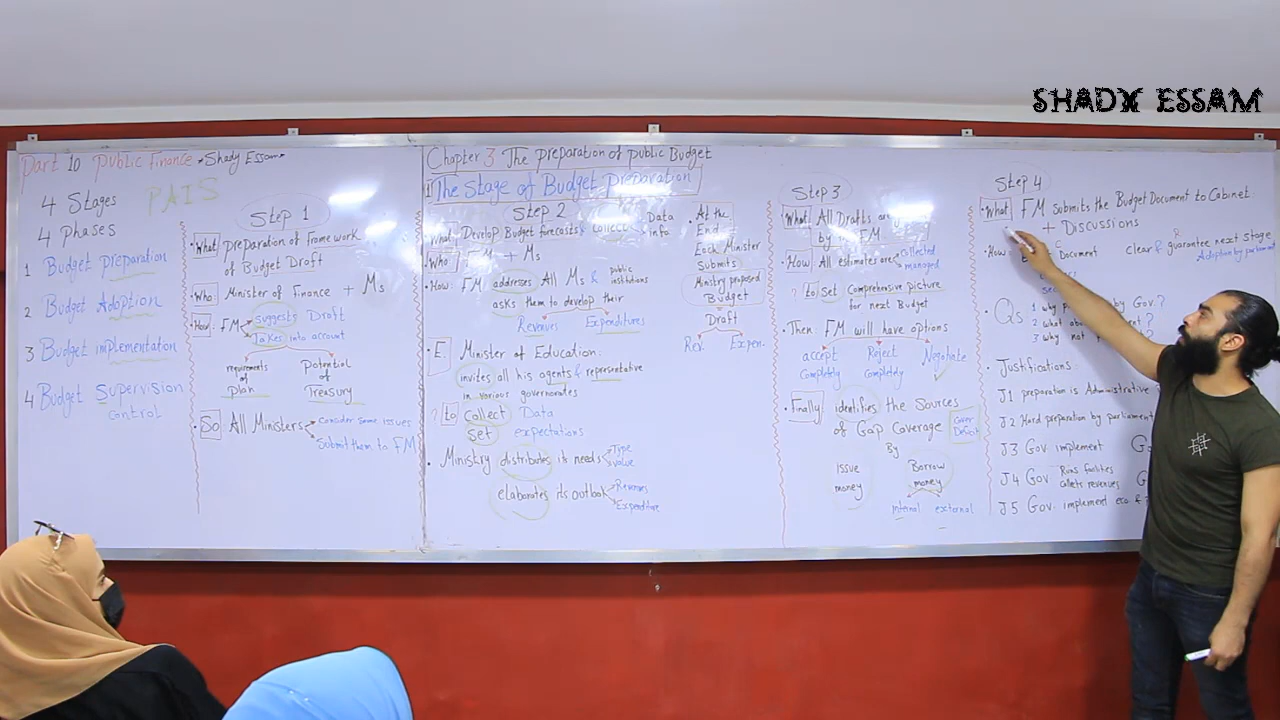 SHADY ESSAM
Part 10 Public Finance *Shady Essam*
PAIS
4 Stages
4 Phases
1 Budget preparation
2 Budget Adoption
3 Budget implementation
4 Budget Supervision
control
Step 1
• What preparation of Framework
of Budget Draft
• Who: Minister of Finance + Ms
• How: FM suggests Draft
Takes into account
requirements of Plan
Potential of Treasury
• So All Ministers Consider Some issues
Submit them to FM
Chapter 3 The preparation of public Budget
The Stage of Budget Preparation
Step 2
What Develop Budget forecasts & collect Data
info
• Who FM + Ms
• How: FM addresses All Ms & public institutions
asks them to develop their
Revenues Expenditures
• E. Minister of Education:
invites all his agents & representative
in various governorates
? to Collect Data
Set expectations
• Ministry distributes its needs Type
value
elaborates its outlook Revenues
Expenditure
• At the
End
Each Minister
Submits
Ministry proposed
Budget
Draft
Rev. Expen.
Step 3
What All Drafts
by FM
• How All estimates are collected
managed
? to Set Comprehensive picture
for next Budget
• Then FM will have options
accept Completely
Reject Completely
Negotiate
• Finally identifies the Sources
of Gap Coverage Cover Deficit
By
issue money
Borrow money
internal external
Step 4
• What FM Submits the Budget Document to Cabinet
+ Discussions
• How Document clear & guarantee next stage
Adoption by parliament
• Qs 1 why by Gov.?
2 what
3 why not
• Justifications:
J1 preparation is Administrative
J2 Hard preparation by parliament
J3 Gov implement
J4 Gov Runs facilities
collects revenues
J5 Gov. implement eco. &